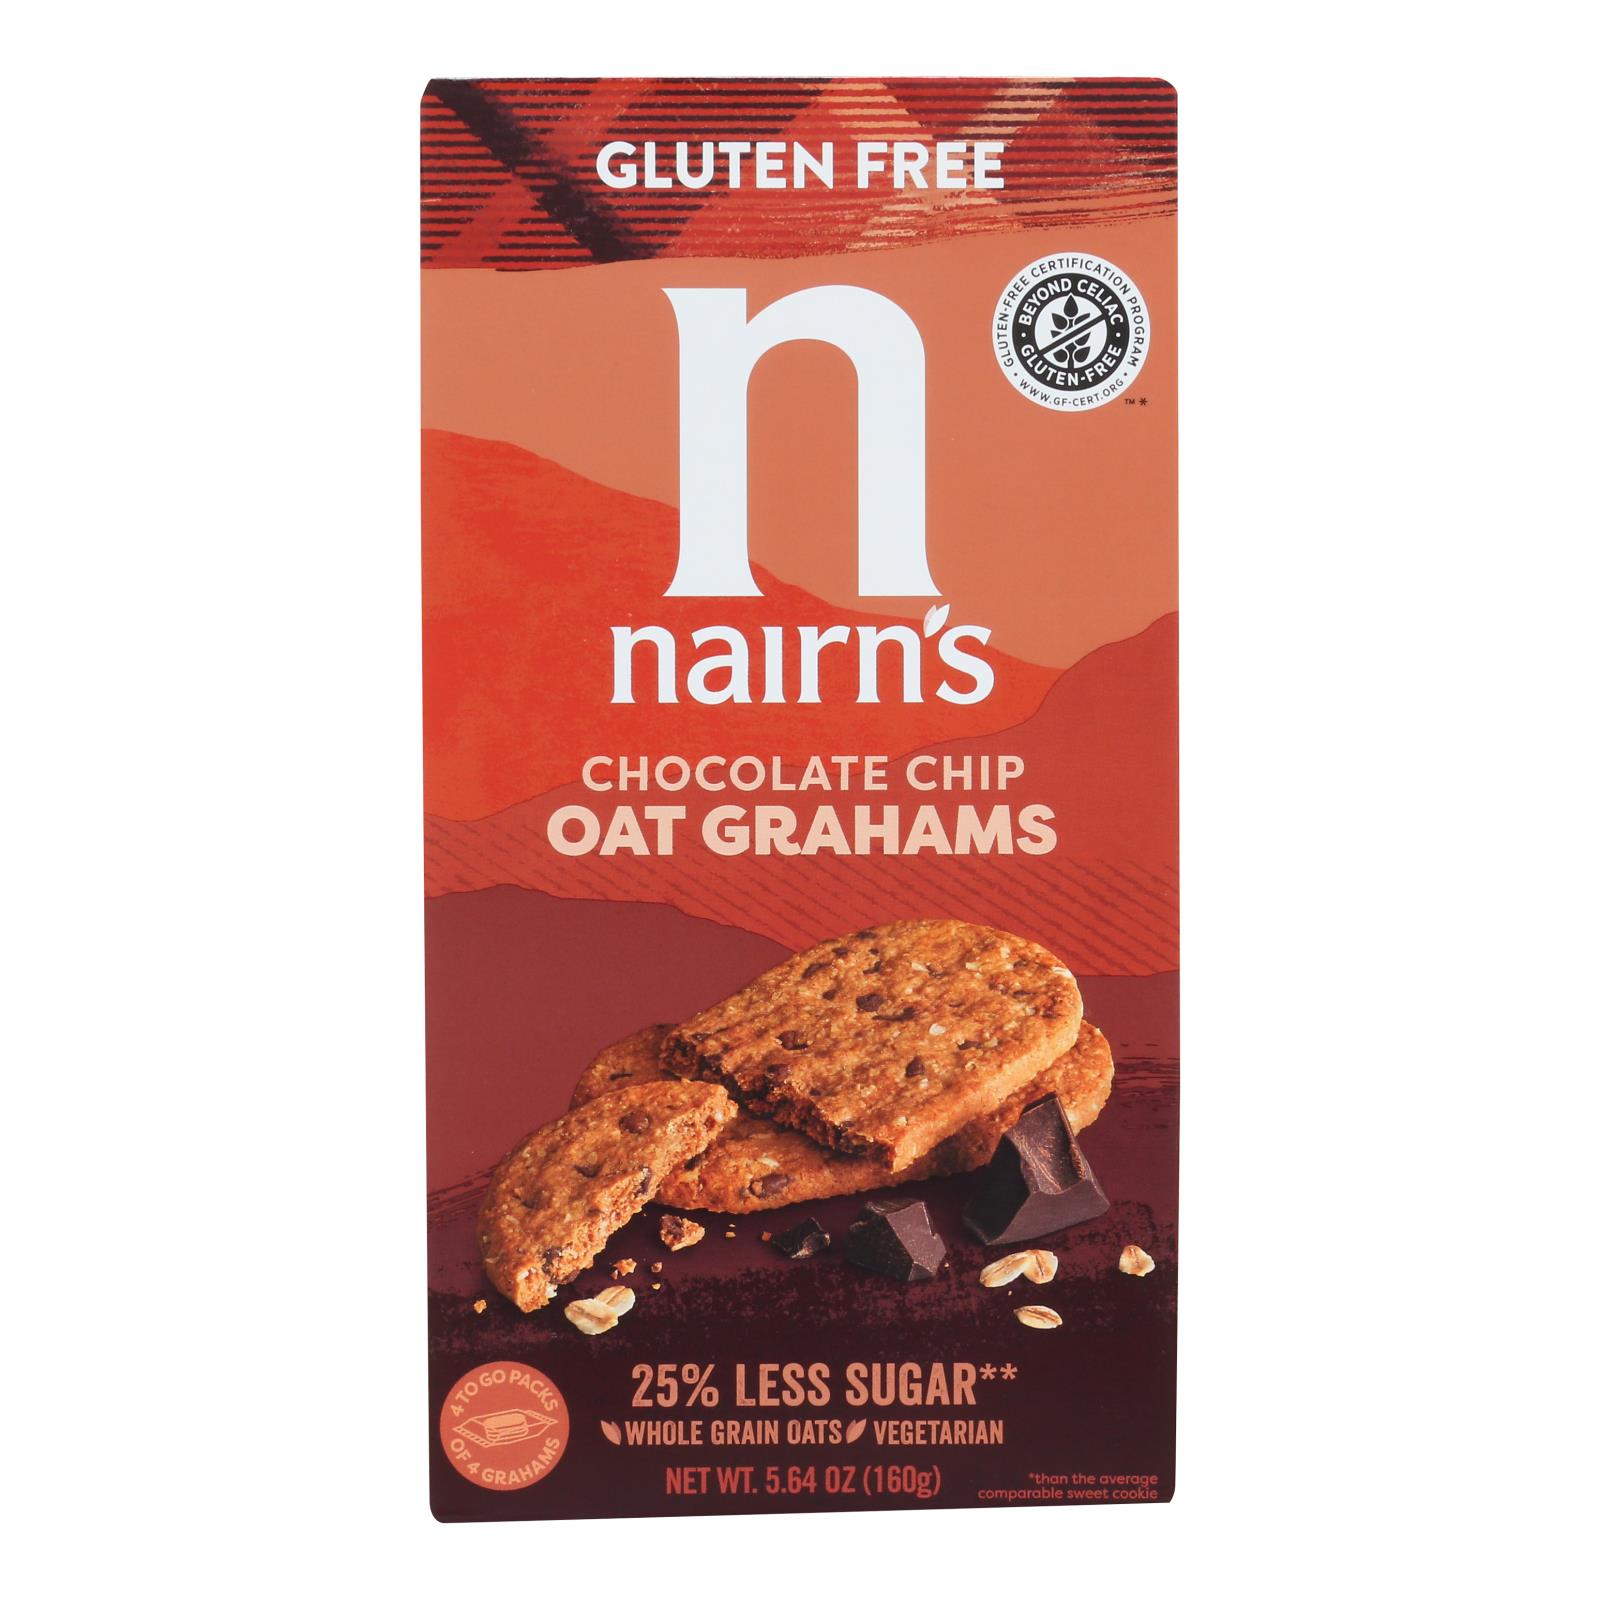 GLUTEN FREE
GLUTEN-FREE CERTIFICATION PROGRAM
BEYOND CELIAC
GLUTEN-FREE
WWW.GF-CERT.ORG
™ *
n
nairn's
CHOCOLATE CHIP
OAT GRAHAMS
25% LESS SUGAR**
WHOLE GRAIN OATS VEGETARIAN
4 TO GO PACKS
OF 4 GRAHAMS
NET WT. 5.64 OZ (160g)
*than the average
comparable sweet cookie